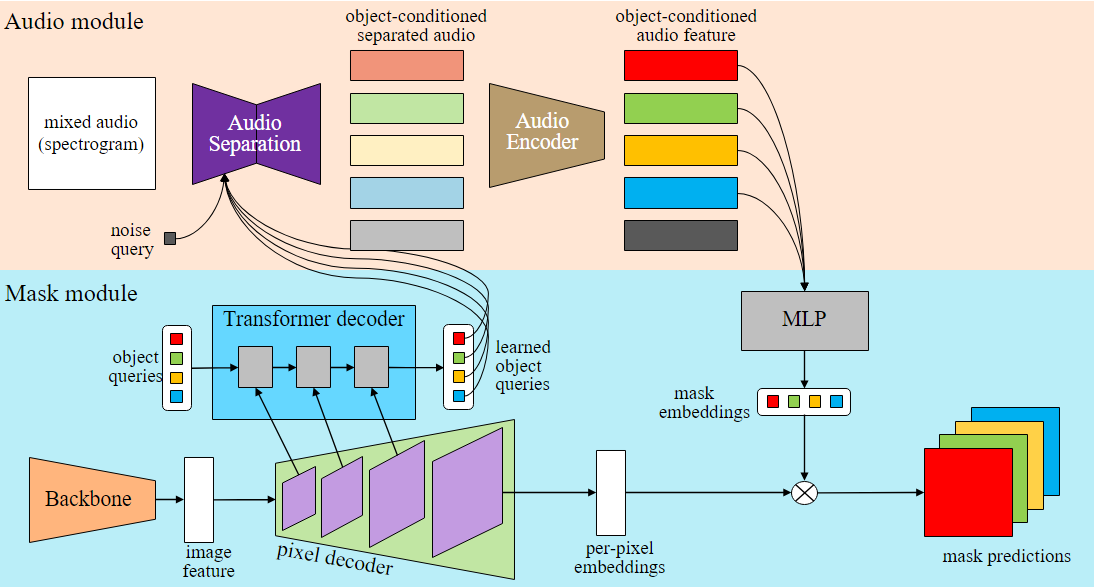 Audio module
object-conditioned
separated audio
object-conditioned
audio feature
mixed audio
(spectrogram)
Audio
Separation
Audio
Encoder
noise
query
Mask module
Transformer decoder
MLP
object
queries
learned
object
queries
mask
embeddings
Backbone
image
feature
pixel decoder
per-pixel
embeddings
mask predictions